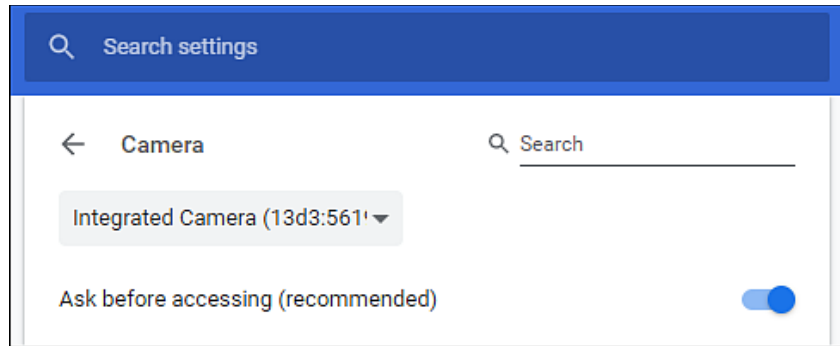 Search settings
Camera
Search
Integrated Camera (13d3:561
Ask before accessing (recommended)